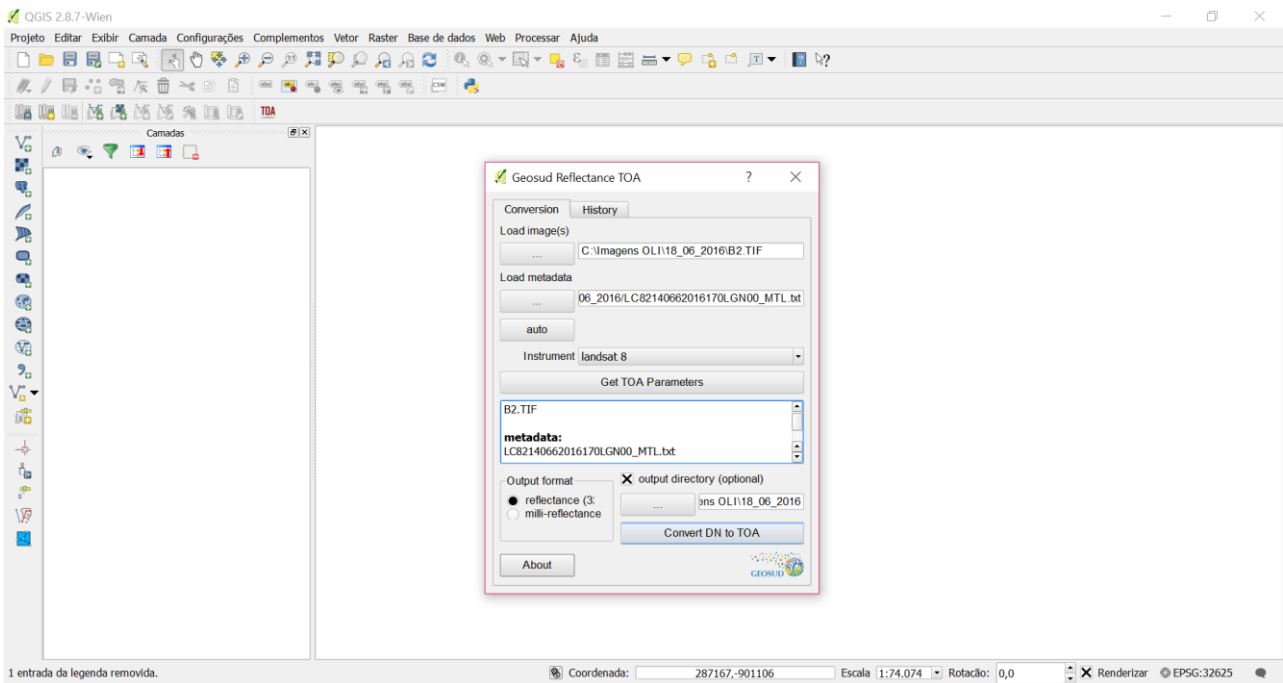 QGIS 2.8.7-Wien
Projeto Editar Exibir Camada Configurações Complementos Vetor Raster Base de dados Web Processar Ajuda
CSW
TOA
Camadas
Geosud Reflectance TOA
Conversion History
Load image(s)
... C:\Imagens OLI\18_06_2016\B2.TIF
Load metadata
... 06_2016/LC82140662016170LGN00_MTL.txt
auto
Instrument landsat 8
Get TOA Parameters
B2.TIF
metadata:
LC82140662016170LGN00_MTL.txt
Output format
output directory (optional)
reflectance (3:
milli-reflectance
... ens OLI\18_06_2016
Convert DN to TOA
About
GEOSUD
1 entrada da legenda removida.
Coordenada: 287167,-901106 Escala 1:74.074 Rotacão: 0,0 Renderizar EPSG:32625